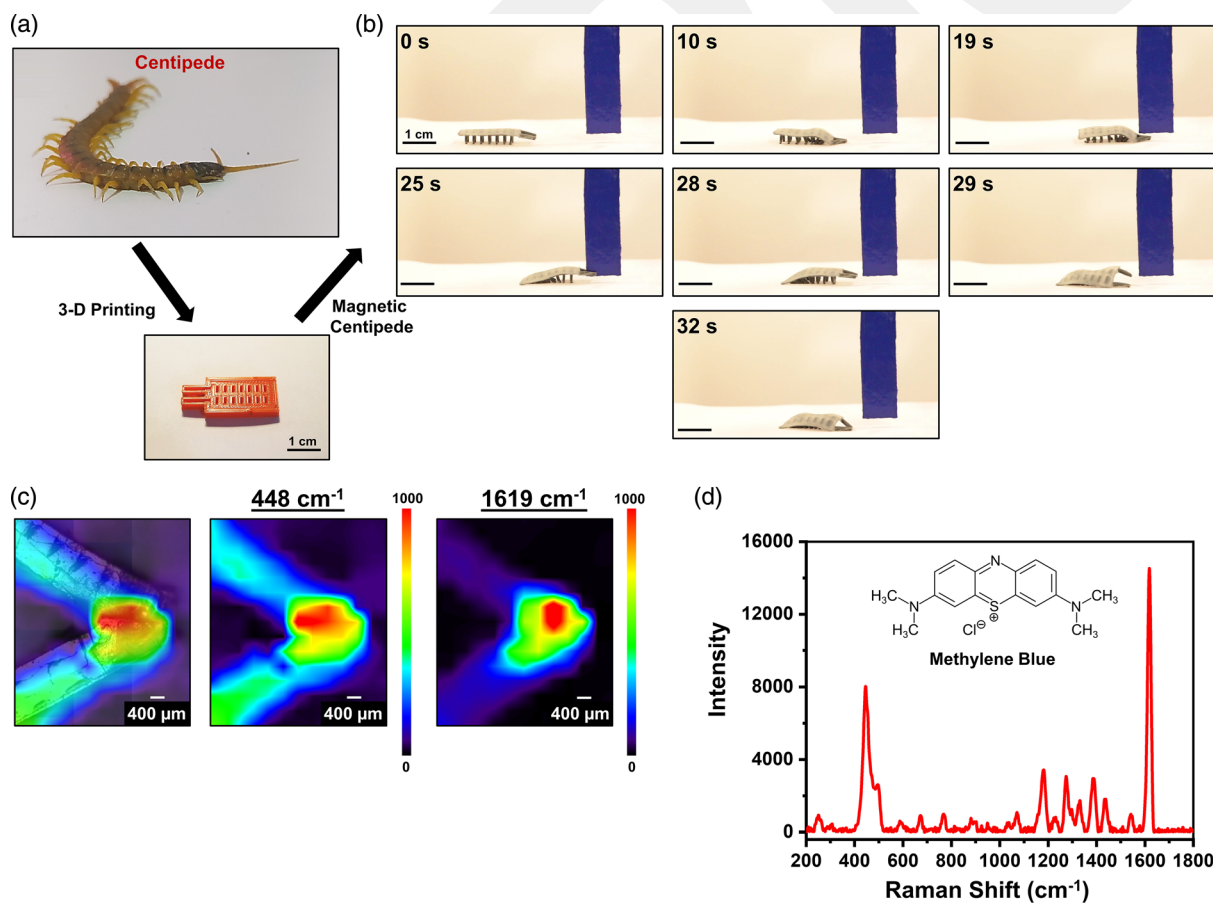 (a)
Centipede
3-D Printing
Magnetic
Centipede
1 cm
(b)
0 s
1 cm
10 s
19 s
25 s
28 s
29 s
32 s
(c)
448 cm⁻¹
1619 cm⁻¹
1000
1000
400 µm
400 µm
400 µm
0
0
(d)
16000
12000
8000
4000
0
Intensity
N
H₃C
N
CH₃
S
⊕
Cl⊖
N
CH₃
CH₃
Methylene Blue
200 400 600 800 1000 1200 1400 1600 1800
Raman Shift (cm⁻¹)